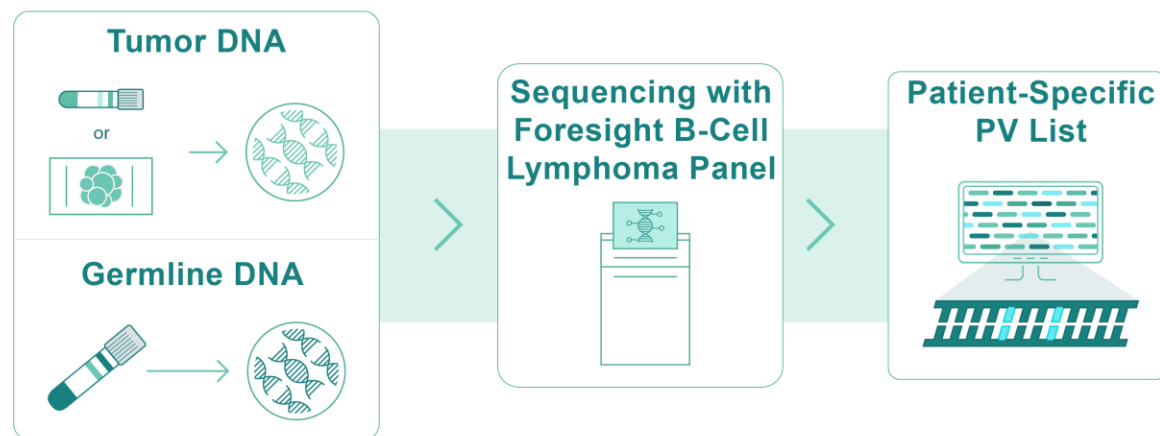 Tumor DNA
or
Germline DNA
Sequencing with
Foresight B-Cell
Lymphoma Panel
Patient-Specific
PV List